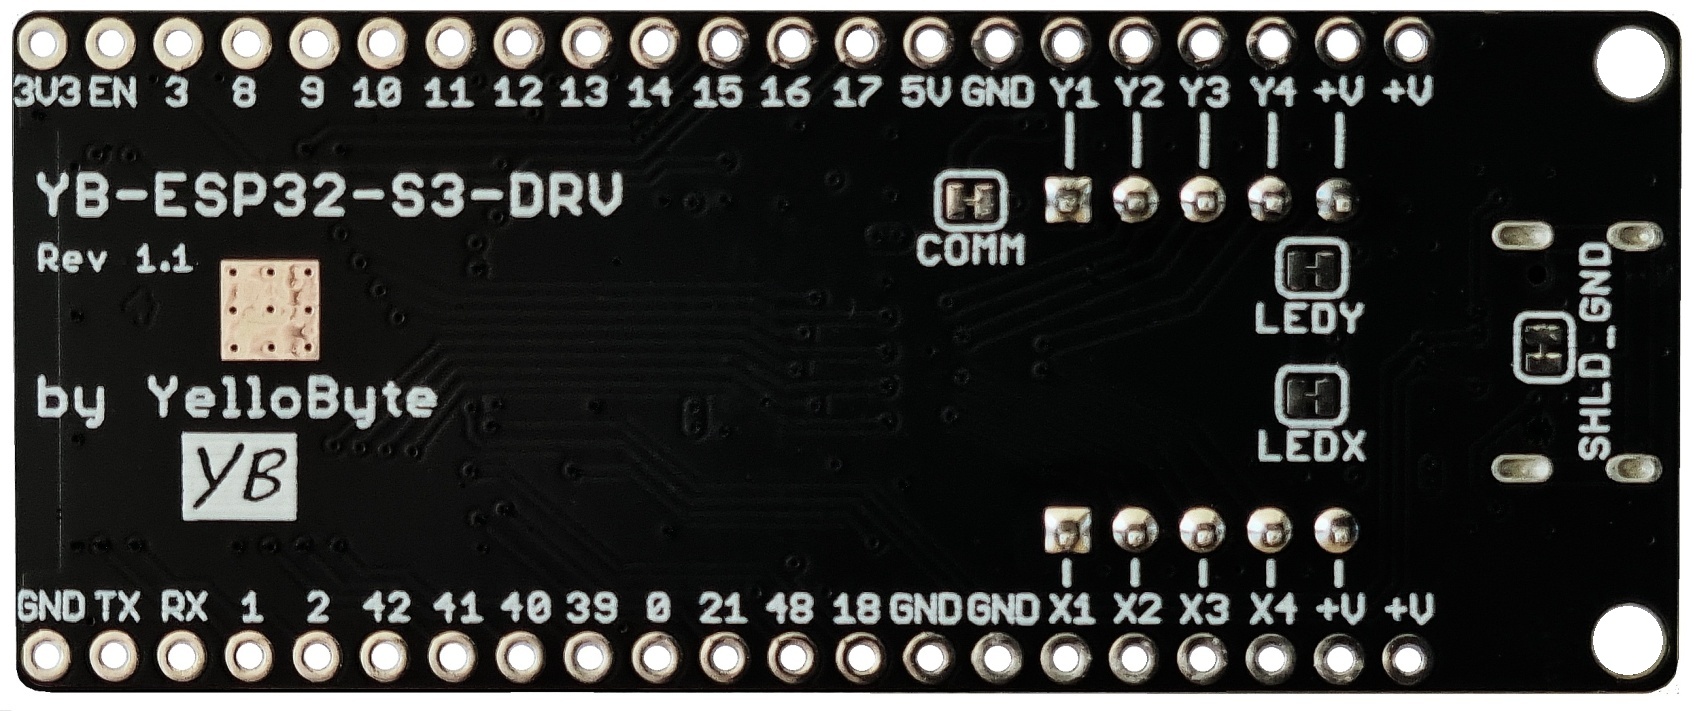 3V3 EN 3 8 9 10 11 12 13 14 15 16 17 5V GND Y1 Y2 Y3 Y4 +V +V
YB-ESP32-S3-DRV
COMM
Rev 1.1
LEDY
SHLD_GND
by YelloByte
LEDX
YB
GND TX RX 1 2 42 41 40 39 0 21 48 18 GND GND X1 X2 X3 X4 +V +V